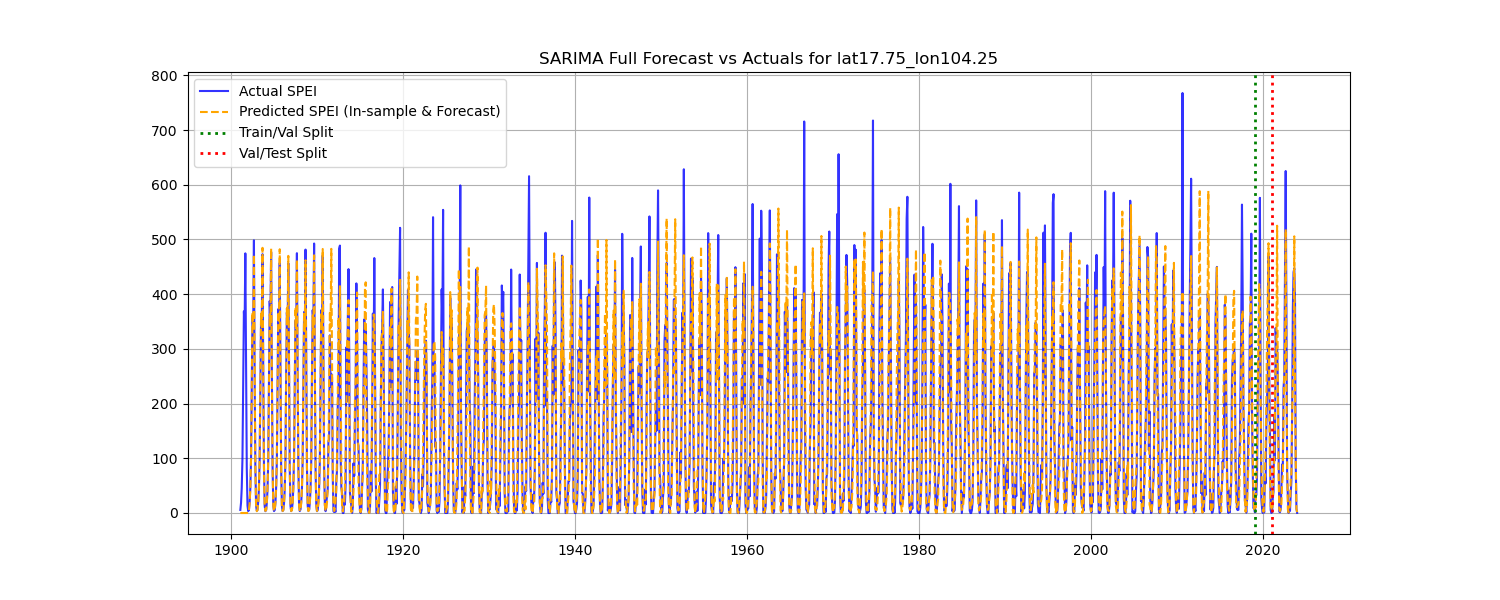 SARIMA Full Forecast vs Actuals for lat17.75_lon104.25
800
700
600
500
400
300
200
100
0
Actual SPEI
Predicted SPEI (In-sample & Forecast)
Train/Val Split
Val/Test Split
1900 1920 1940 1960 1980 2000 2020